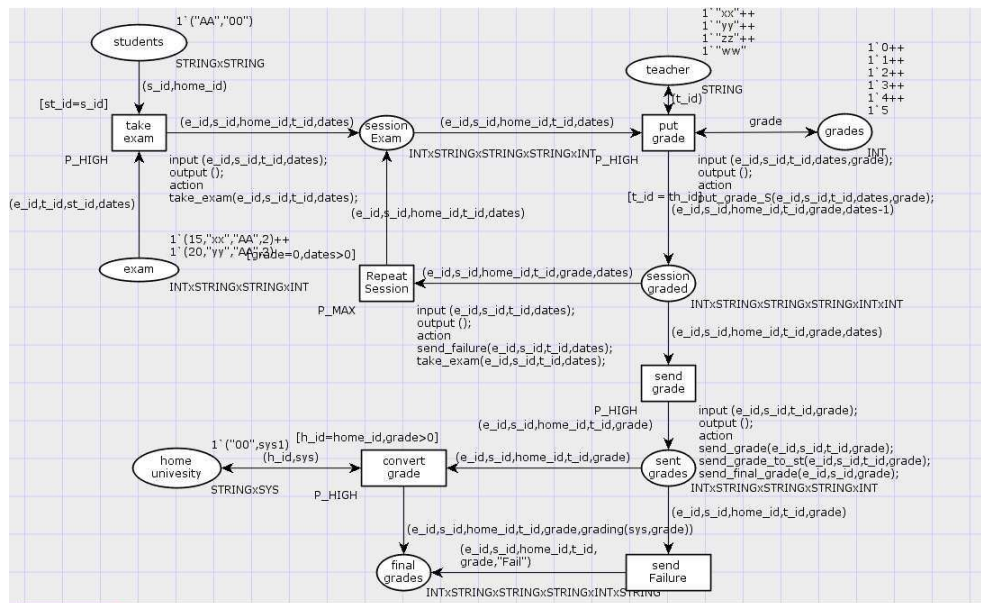 1`("AA","00")
students
STRINGxSTRING
(s_id,home_id)
[st_id=s_id]
take
exam
P_HIGH
input (e_id,s_id,t_id,dates);
output ();
action
take_exam(e_id,s_id,t_id,dates);
(e_id,t_id,st_id,dates)
1`(15,"xx","AA",2)++
1`(20,"yy","AA",2)
exam
INTxSTRINGxSTRINGxINT
(e_id,s_id,home_id,t_id,dates)
session
Exam
INTxSTRINGxSTRINGxSTRINGxINT
(e_id,s_id,home_id,t_id,dates)
1`"xx"++
1`"yy"++
1`"zz"++
1`"ww"
teacher
STRING
(t_id)
put
grade
P_HIGH
grade
1`0++
1`1++
1`2++
1`3++
1`4++
1`5
grades
INT
input (e_id,s_id,t_id,dates,grade);
output ();
action
put_grade_S(e_id,s_id,t_id,dates,grade);
[t_id = th_id]
(e_id,s_id,home_id,t_id,grade,dates-1)
(e_id,s_id,home_id,t_id,dates)
[grade=0,dates>0]
Repeat
Session
P_MAX
(e_id,s_id,home_id,t_id,grade,dates)
input (e_id,s_id,t_id,dates);
output ();
action
send_failure(e_id,s_id,t_id,dates);
take_exam(e_id,s_id,t_id,dates);
session
graded
INTxSTRINGxSTRINGxSTRINGxINTxINT
(e_id,s_id,home_id,t_id,grade,dates)
send
grade
P_HIGH
input (e_id,s_id,t_id,grade);
output ();
action
send_grade(e_id,s_id,t_id,grade);
send_grade_to_st(e_id,s_id,t_id,grade);
send_final_grade(e_id,s_id,grade);
(e_id,s_id,home_id,t_id,grade)
sent
grades
INTxSTRINGxSTRINGxSTRINGxINT
(e_id,s_id,home_id,t_id,grade)
[h_id=home_id,grade>0]
convert
grade
P_HIGH
1`("00",sys1)
(h_id,sys)
home
univesity
STRINGxSYS
(e_id,s_id,home_id,t_id,grade)
(e_id,s_id,home_id,t_id,grade,grading(sys,grade))
(e_id,s_id,home_id,t_id,
grade,"Fail")
send
Failure
final
grades
INTxSTRINGxSTRINGxSTRINGxINTxSTRING